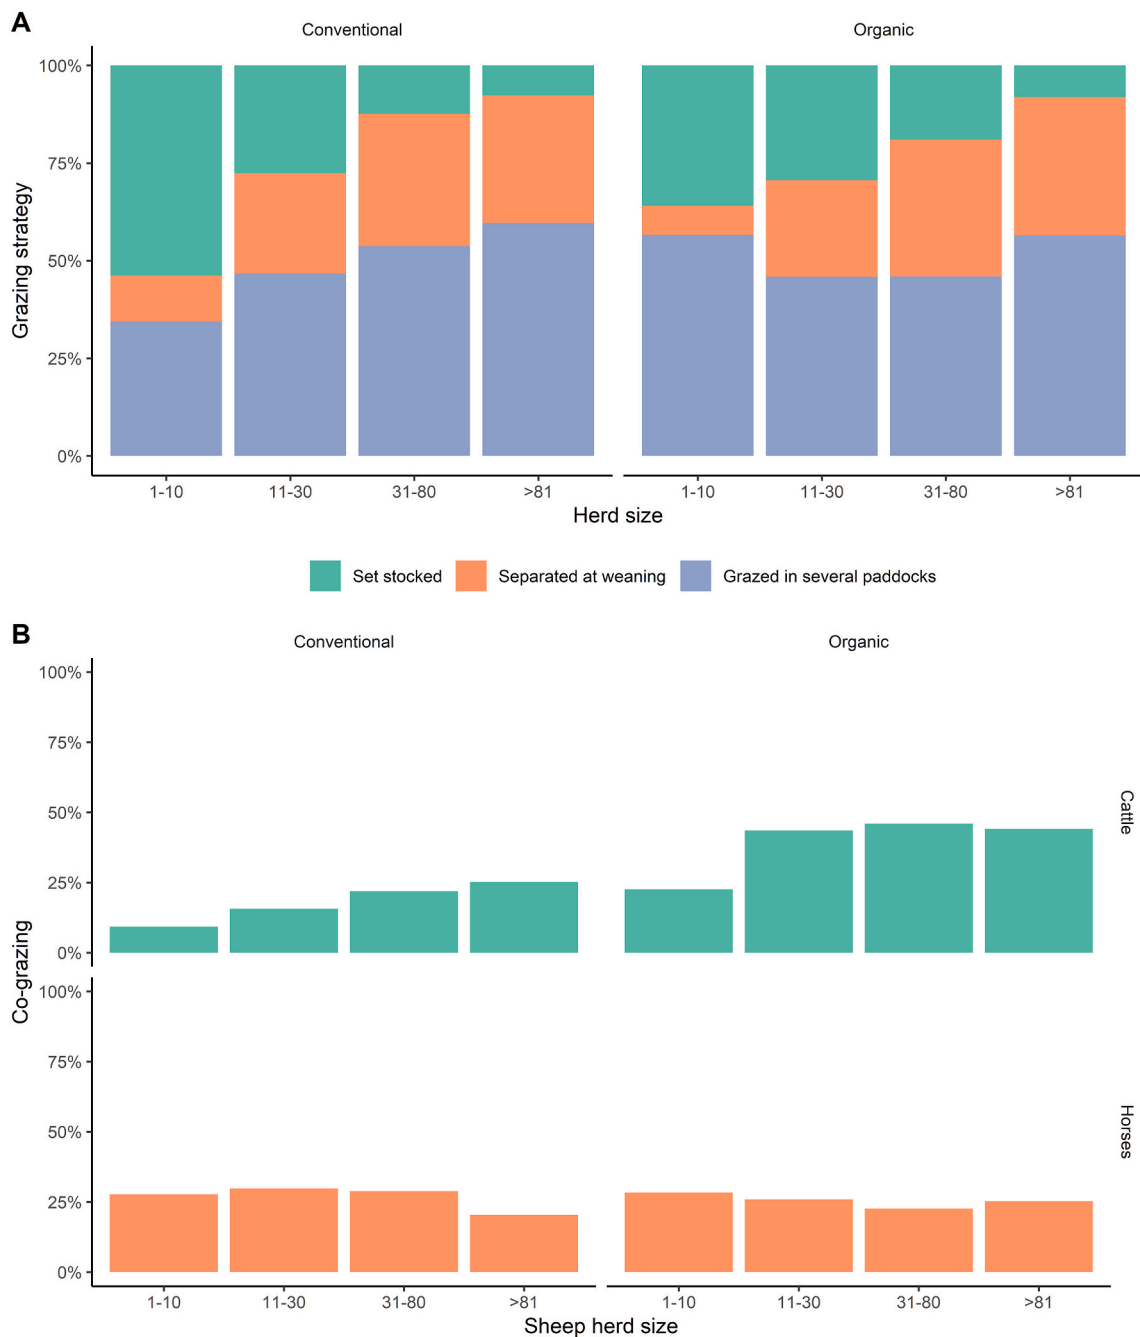 A
Conventional
Organic
Grazing strategy
100%
75%
50%
25%
0%
1-10
11-30
31-80
>81
1-10
11-30
31-80
>81
Herd size
Set stocked
Separated at weaning
Grazed in several paddocks
B
Conventional
Organic
Co-grazing
100%
75%
50%
25%
0%
Cattle
100%
75%
50%
25%
0%
Horses
1-10
11-30
31-80
>81
1-10
11-30
31-80
>81
Sheep herd size